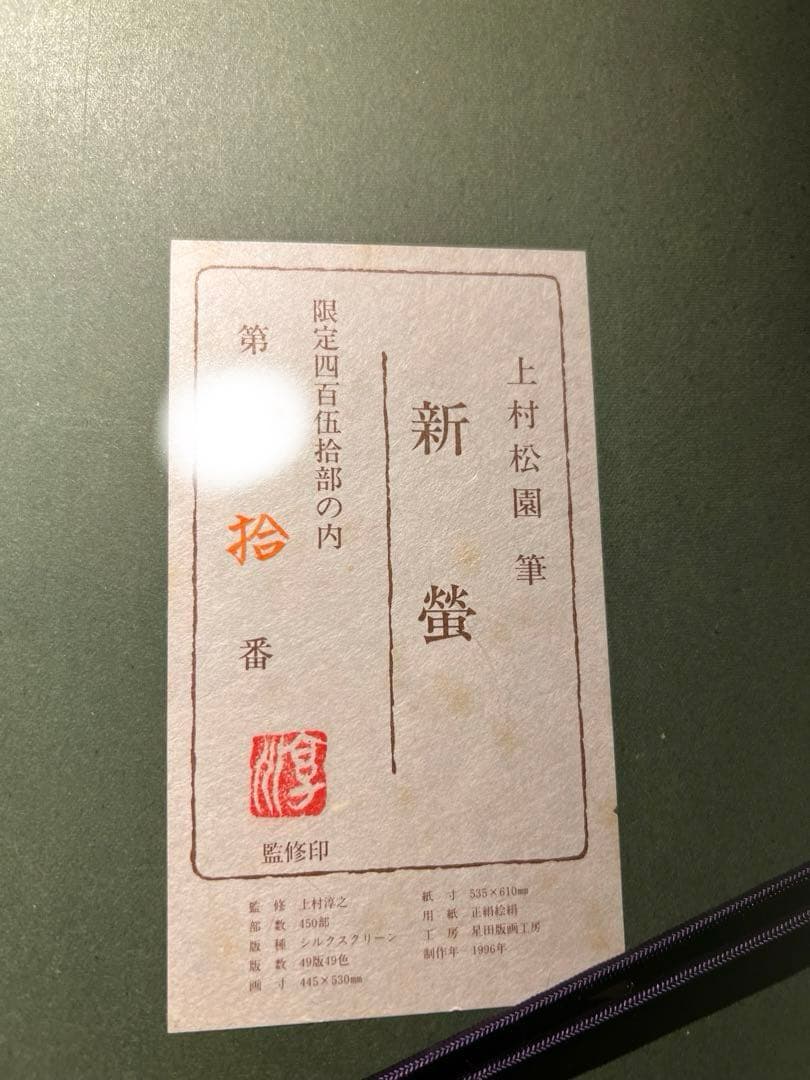 上村松園 筆
新螢
限定四百伍拾部の内
第 拾 番
淳
監修印
監修 上村淳之
部数 450部
版種 シルクスクリーン
版数 49版49色
画寸 445×530㎜
紙寸 535×610㎜
用紙 正絹絵絹
工房 星田版画工房
制作年 1996年